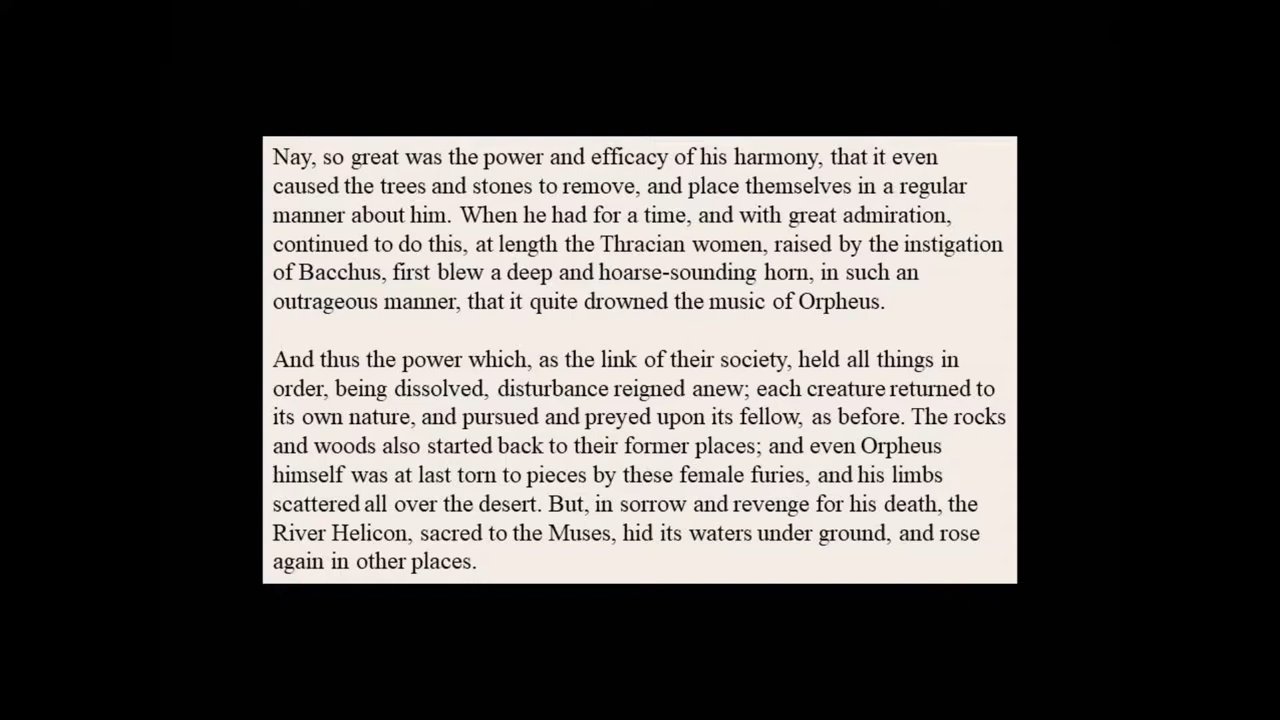 Nay, so great was the power and efficacy of his harmony, that it even
caused the trees and stones to remove, and place themselves in a regular
manner about him. When he had for a time, and with great admiration,
continued to do this, at length the Thracian women, raised by the instigation
of Bacchus, first blew a deep and hoarse-sounding horn, in such an
outrageous manner, that it quite drowned the music of Orpheus.
And thus the power which, as the link of their society, held all things in
order, being dissolved, disturbance reigned anew; each creature returned to
its own nature, and pursued and preyed upon its fellow, as before. The rocks
and woods also started back to their former places; and even Orpheus
himself was at last torn to pieces by these female furies, and his limbs
scattered all over the desert. But, in sorrow and revenge for his death, the
River Helicon, sacred to the Muses, hid its waters under ground, and rose
again in other places.